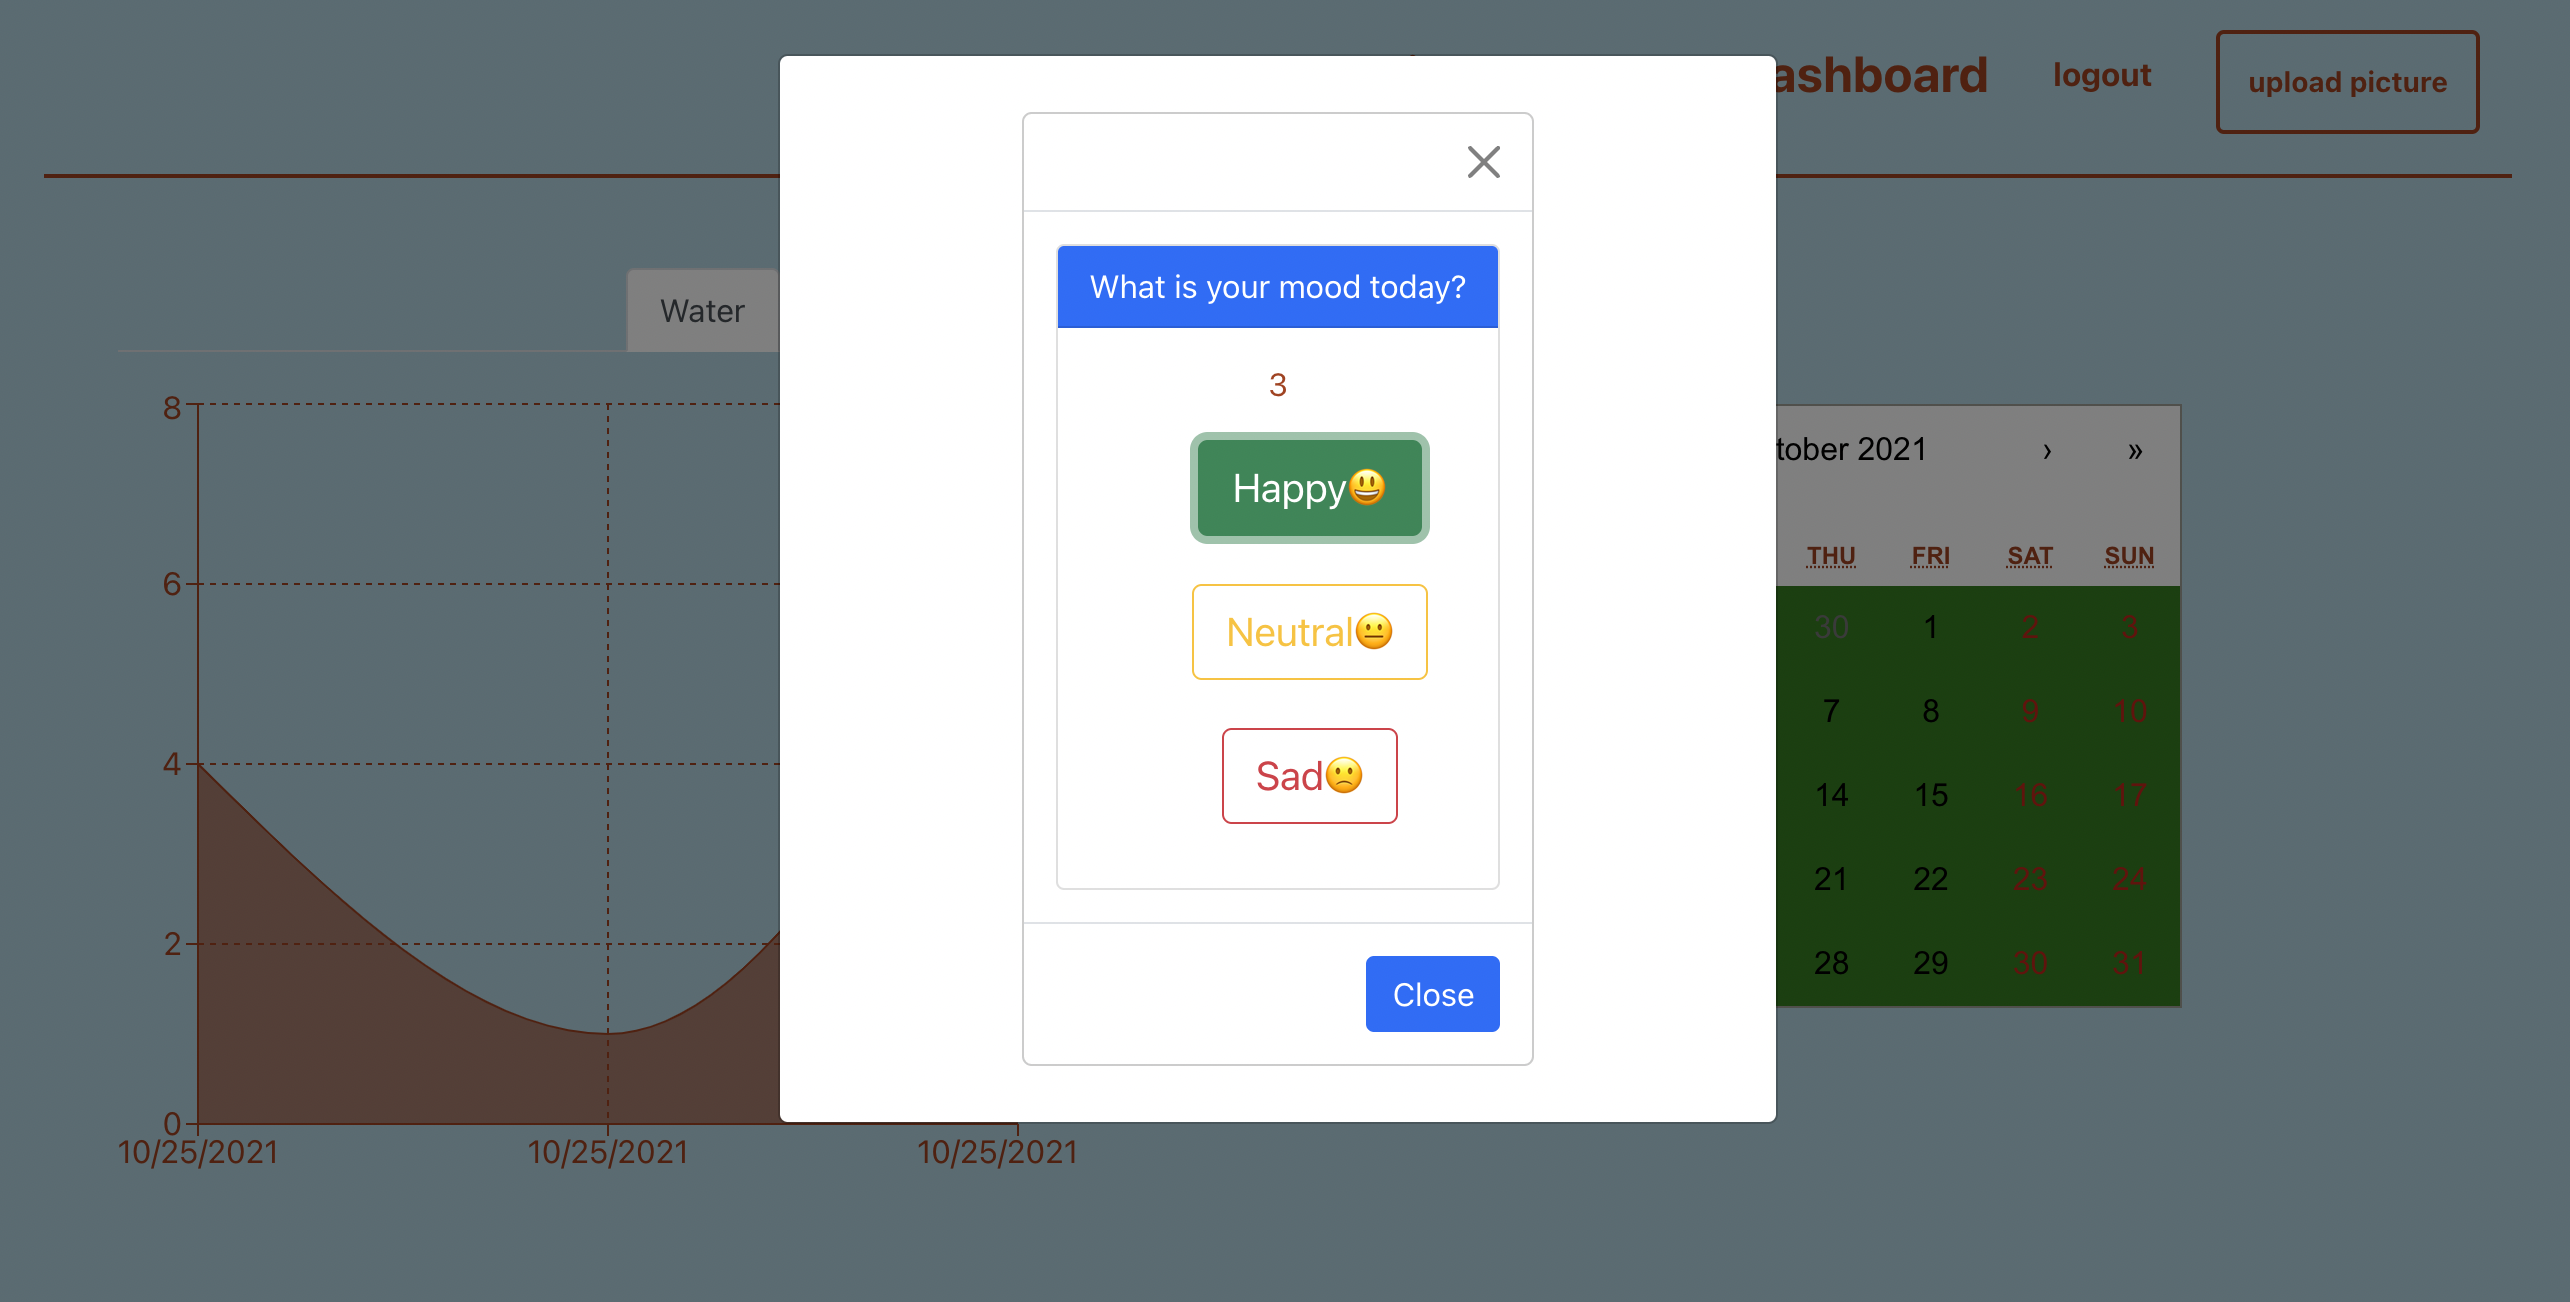 ashboard
logout
upload picture
Water
What is your mood today?
3
Happy😃
Neutral😐
Sad🙁
Close
8
6
4
2
0
10/25/2021
10/25/2021
10/25/2021
tober 2021 › »
THU FRI SAT SUN
30 1 2 3
7 8 9 10
14 15 16 17
21 22 23 24
28 29 30 31